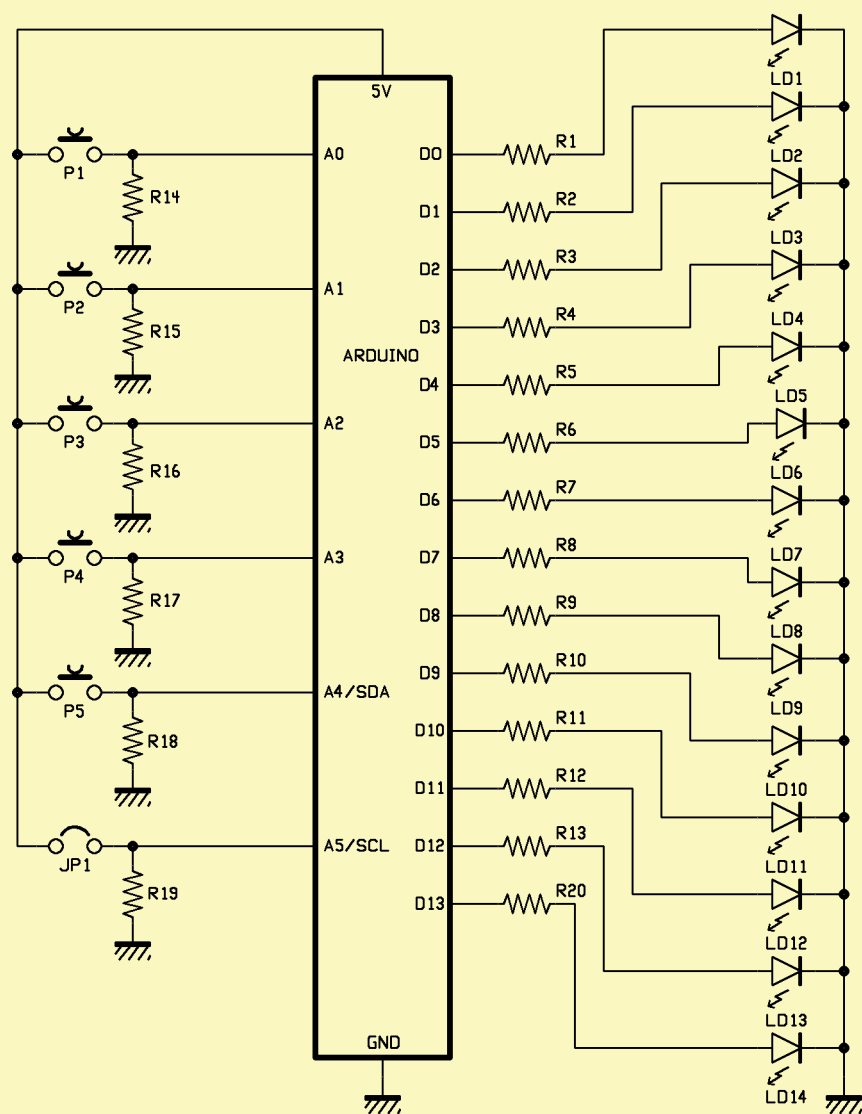 5V
P1
R14
A0
P2
R15
A1
P3
R16
A2
P4
R17
A3
P5
R18
A4/SDA
JP1
R19
A5/SCL
ARDUINO
GND
D0
D1
D2
D3
D4
D5
D6
D7
D8
D9
D10
D11
D12
D13
R1
R2
R3
R4
R5
R6
R7
R8
R9
R10
R11
R12
R13
R20
LD1
LD2
LD3
LD4
LD5
LD6
LD7
LD8
LD9
LD10
LD11
LD12
LD13
LD14